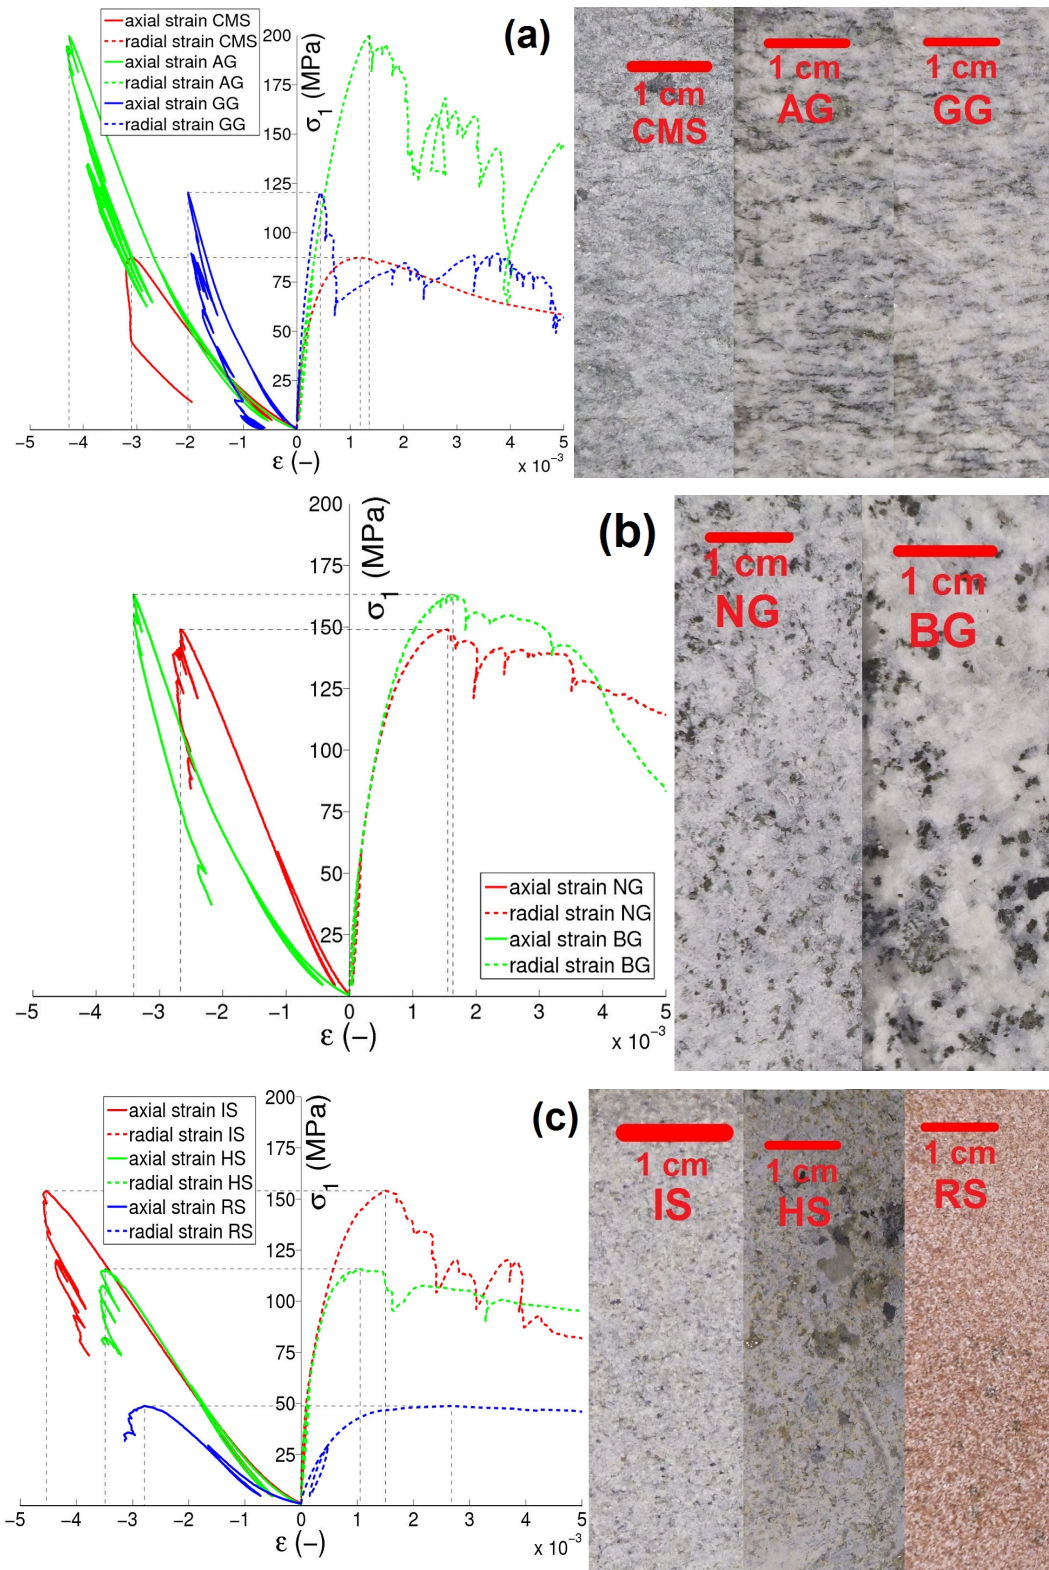 axial strain CMS
radial strain CMS
axial strain AG
radial strain AG
axial strain GG
radial strain GG
σ1 (MPa)
(a)
200
175
150
125
100
75
50
25
−5 −4 −3 −2 −1 0 1 2 3 4 5
ε (−)
x 10−3
1 cm
CMS
1 cm
AG
1 cm
GG
200
175
150
125
100
75
50
25
σ1 (MPa)
(b)
axial strain NG
radial strain NG
axial strain BG
radial strain BG
−5 −4 −3 −2 −1 0 1 2 3 4 5
ε (−)
x 10−3
1 cm
NG
1 cm
BG
axial strain IS
radial strain IS
axial strain HS
radial strain HS
axial strain RS
radial strain RS
200
175
150
125
100
75
50
25
σ1 (MPa)
(c)
−5 −4 −3 −2 −1 0 1 2 3 4 5
ε (−)
x 10−3
1 cm
IS
1 cm
HS
1 cm
RS